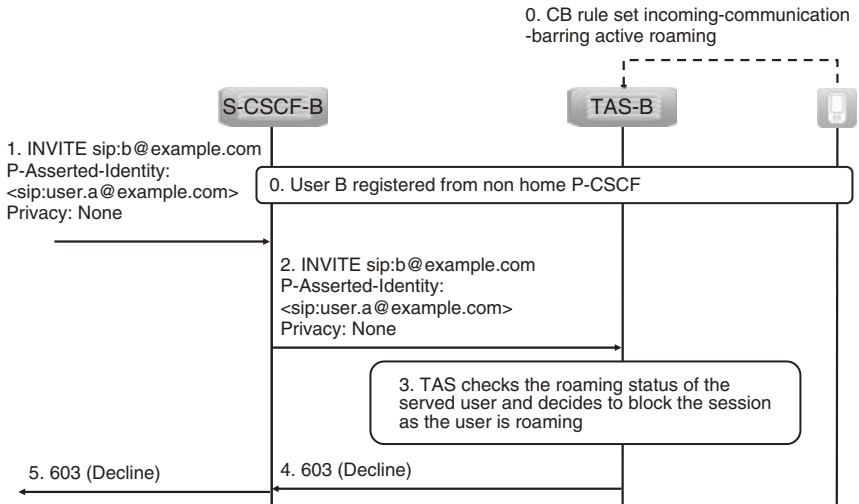 0. CB rule set incoming-communication
-barring active roaming
S-CSCF-B
TAS-B
1. INVITE sip:b@example.com
P-Asserted-Identity:
<sip:user.a@example.com>
Privacy: None
0. User B registered from non home P-CSCF
2. INVITE sip:b@example.com
P-Asserted-Identity:
<sip:user.a@example.com>
Privacy: None
3. TAS checks the roaming status of the
served user and decides to block the session
as the user is roaming
5. 603 (Decline)
4. 603 (Decline)